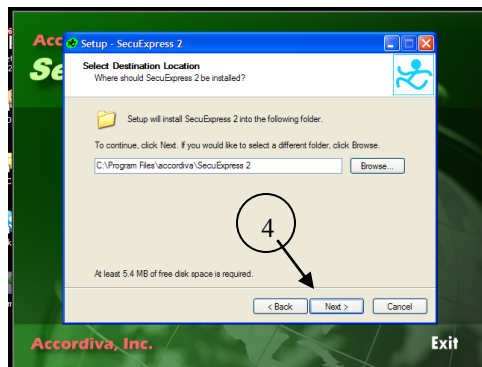 Acc
Se
Setup - SecuExpress 2
Select Destination Location
Where should SecuExpress 2 be installed?
Setup will install SecuExpress 2 into the following folder.
To continue, click Next. If you would like to select a different folder, click Browse.
C:\Program Files\accordiva\SecuExpress 2 Browse...
4
At least 5.4 MB of free disk space is required.
< Back Next > Cancel
Accordiva, Inc. Exit